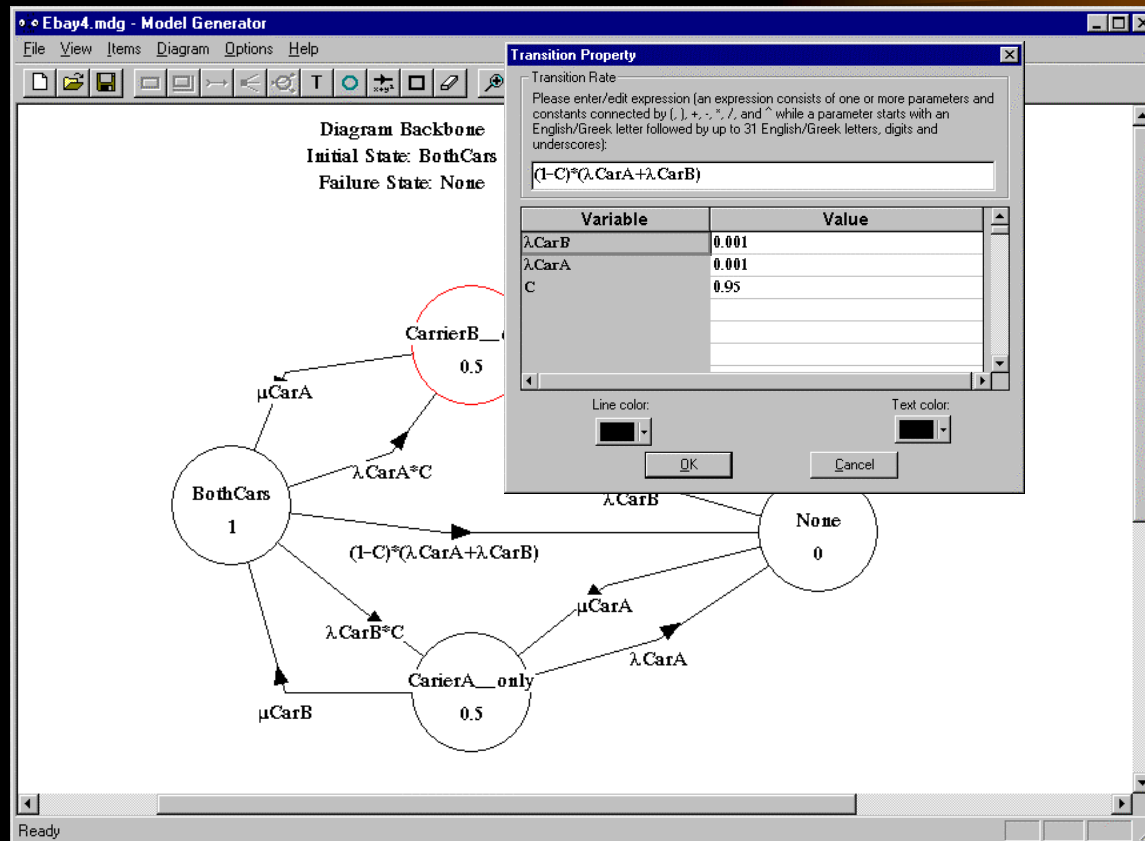 Ebay4.mdg - Model Generator
File View Items Diagram Options Help
T
x+y²
Diagram Backbone
Initial State: BothCars
Failure State: None
Transition Property
Transition Rate
Please enter/edit expression (an expression consists of one or more parameters and
constants connected by (, ), +, -, *, /, and ^ while a parameter starts with an
English/Greek letter followed by up to 31 English/Greek letters, digits and
underscores):
(1-C)*(λCarA+λCarB)
Variable Value
λCarB 0.001
λCarA 0.001
C 0.95
Line color: Text color:
OK Cancel
CarrierB__
0.5
μCarA
λCarA*C
BothCars
1
λCarB
None
0
(1-C)*(λCarA+λCarB)
μCarA
λCarB*C
λCarA
CarierA__only
0.5
μCarB
Ready